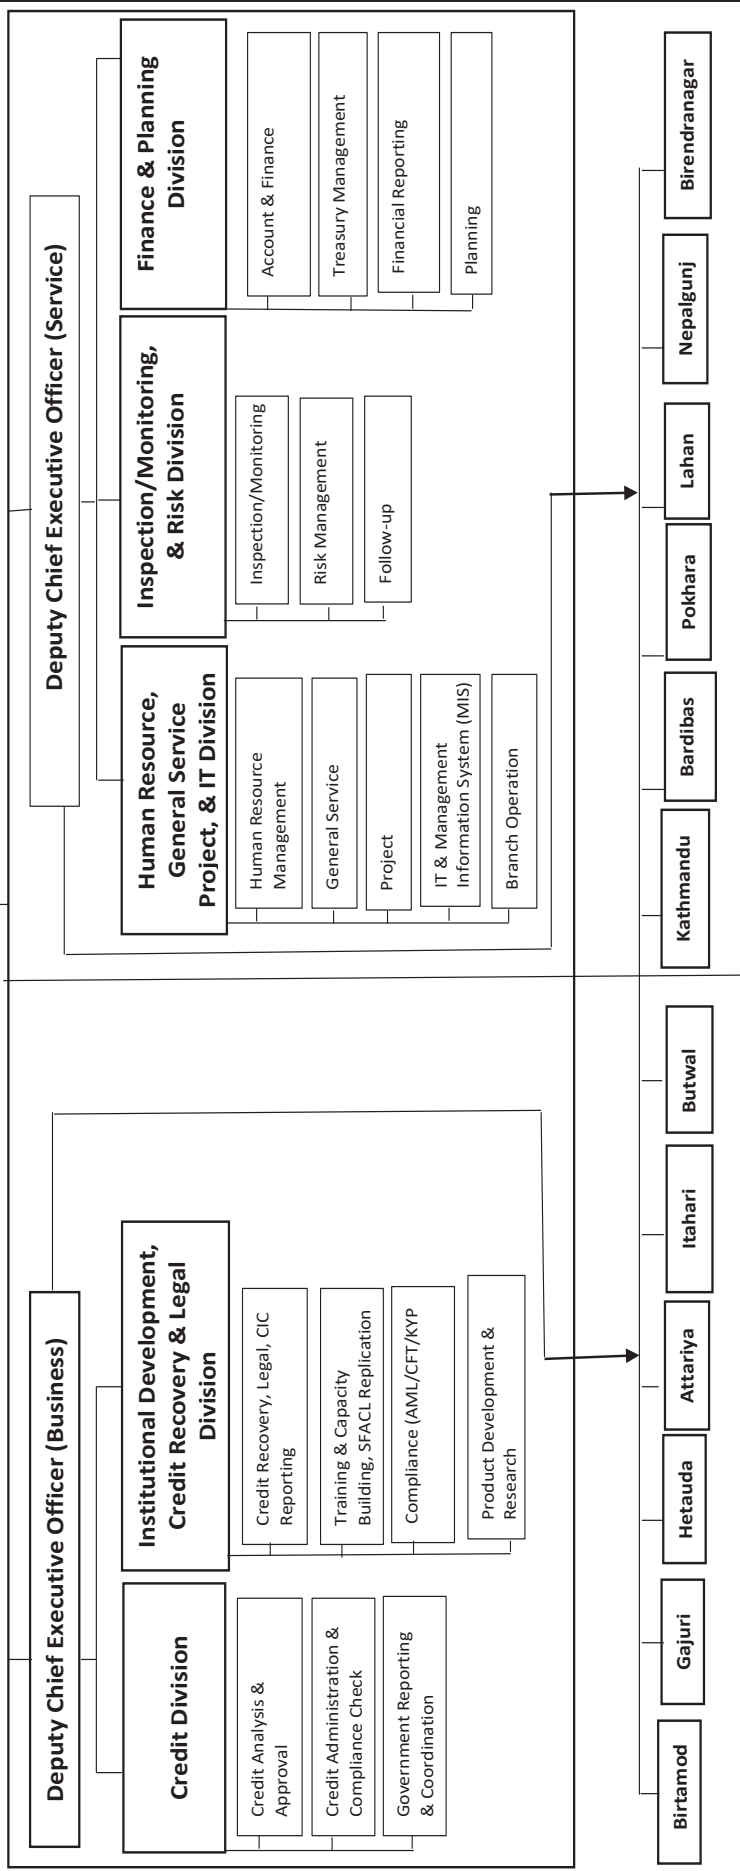 Deputy Chief Executive Officer (Business)
Credit Division
Credit Analysis &
Approval
Credit Administration &
Compliance Check
Government Reporting
& Coordination
Institutional Development,
Credit Recovery & Legal
Division
Credit Recovery, Legal, CIC
Reporting
Training & Capacity
Building, SFACL Replication
Compliance (AML/CFT/KYP
Product Development &
Research
Deputy Chief Executive Officer (Service)
Human Resource,
General Service
Project, & IT Division
Human Resource
Management
General Service
Project
IT & Management
Information System (MIS)
Branch Operation
Inspection/Monitoring,
& Risk Division
Inspection/Monitoring
Risk Management
Follow-up
Finance & Planning
Division
Account & Finance
Treasury Management
Financial Reporting
Planning
Birtamod
Gajuri
Hetauda
Attariya
Itahari
Butwal
Kathmandu
Bardibas
Pokhara
Lahan
Nepalgunj
Birendranagar